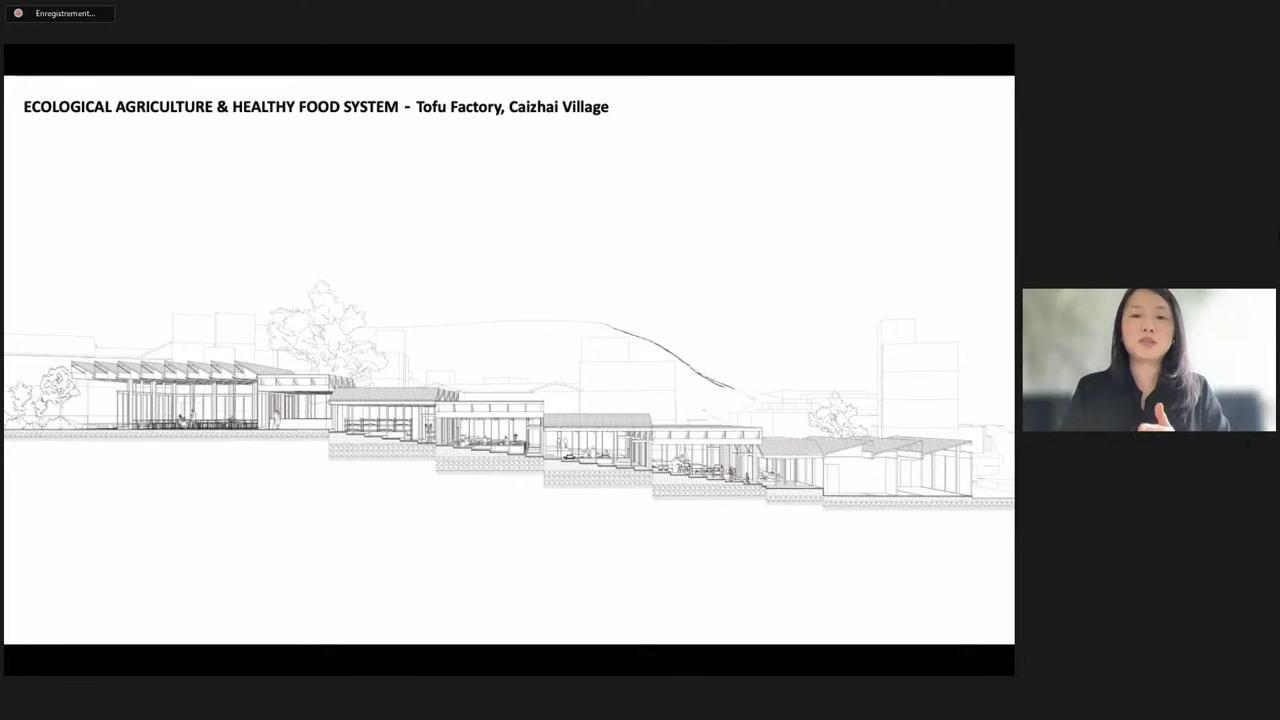 Enregistrement...
ECOLOGICAL AGRICULTURE & HEALTHY FOOD SYSTEM - Tofu Factory, Caizhai Village